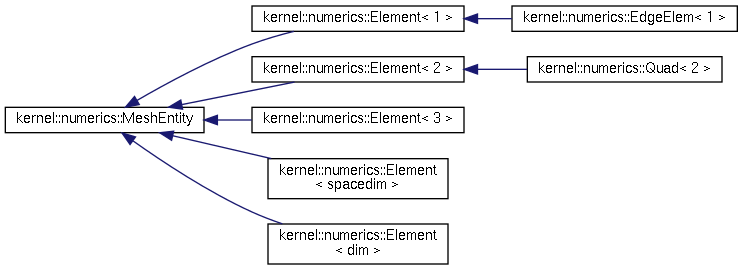 kernel::numerics::Element< 1 >
kernel::numerics::EdgeElem< 1 >
kernel::numerics::Element< 2 >
kernel::numerics::Quad< 2 >
kernel::numerics::MeshEntity
kernel::numerics::Element< 3 >
kernel::numerics::Element
< spacedim >
kernel::numerics::Element
< dim >